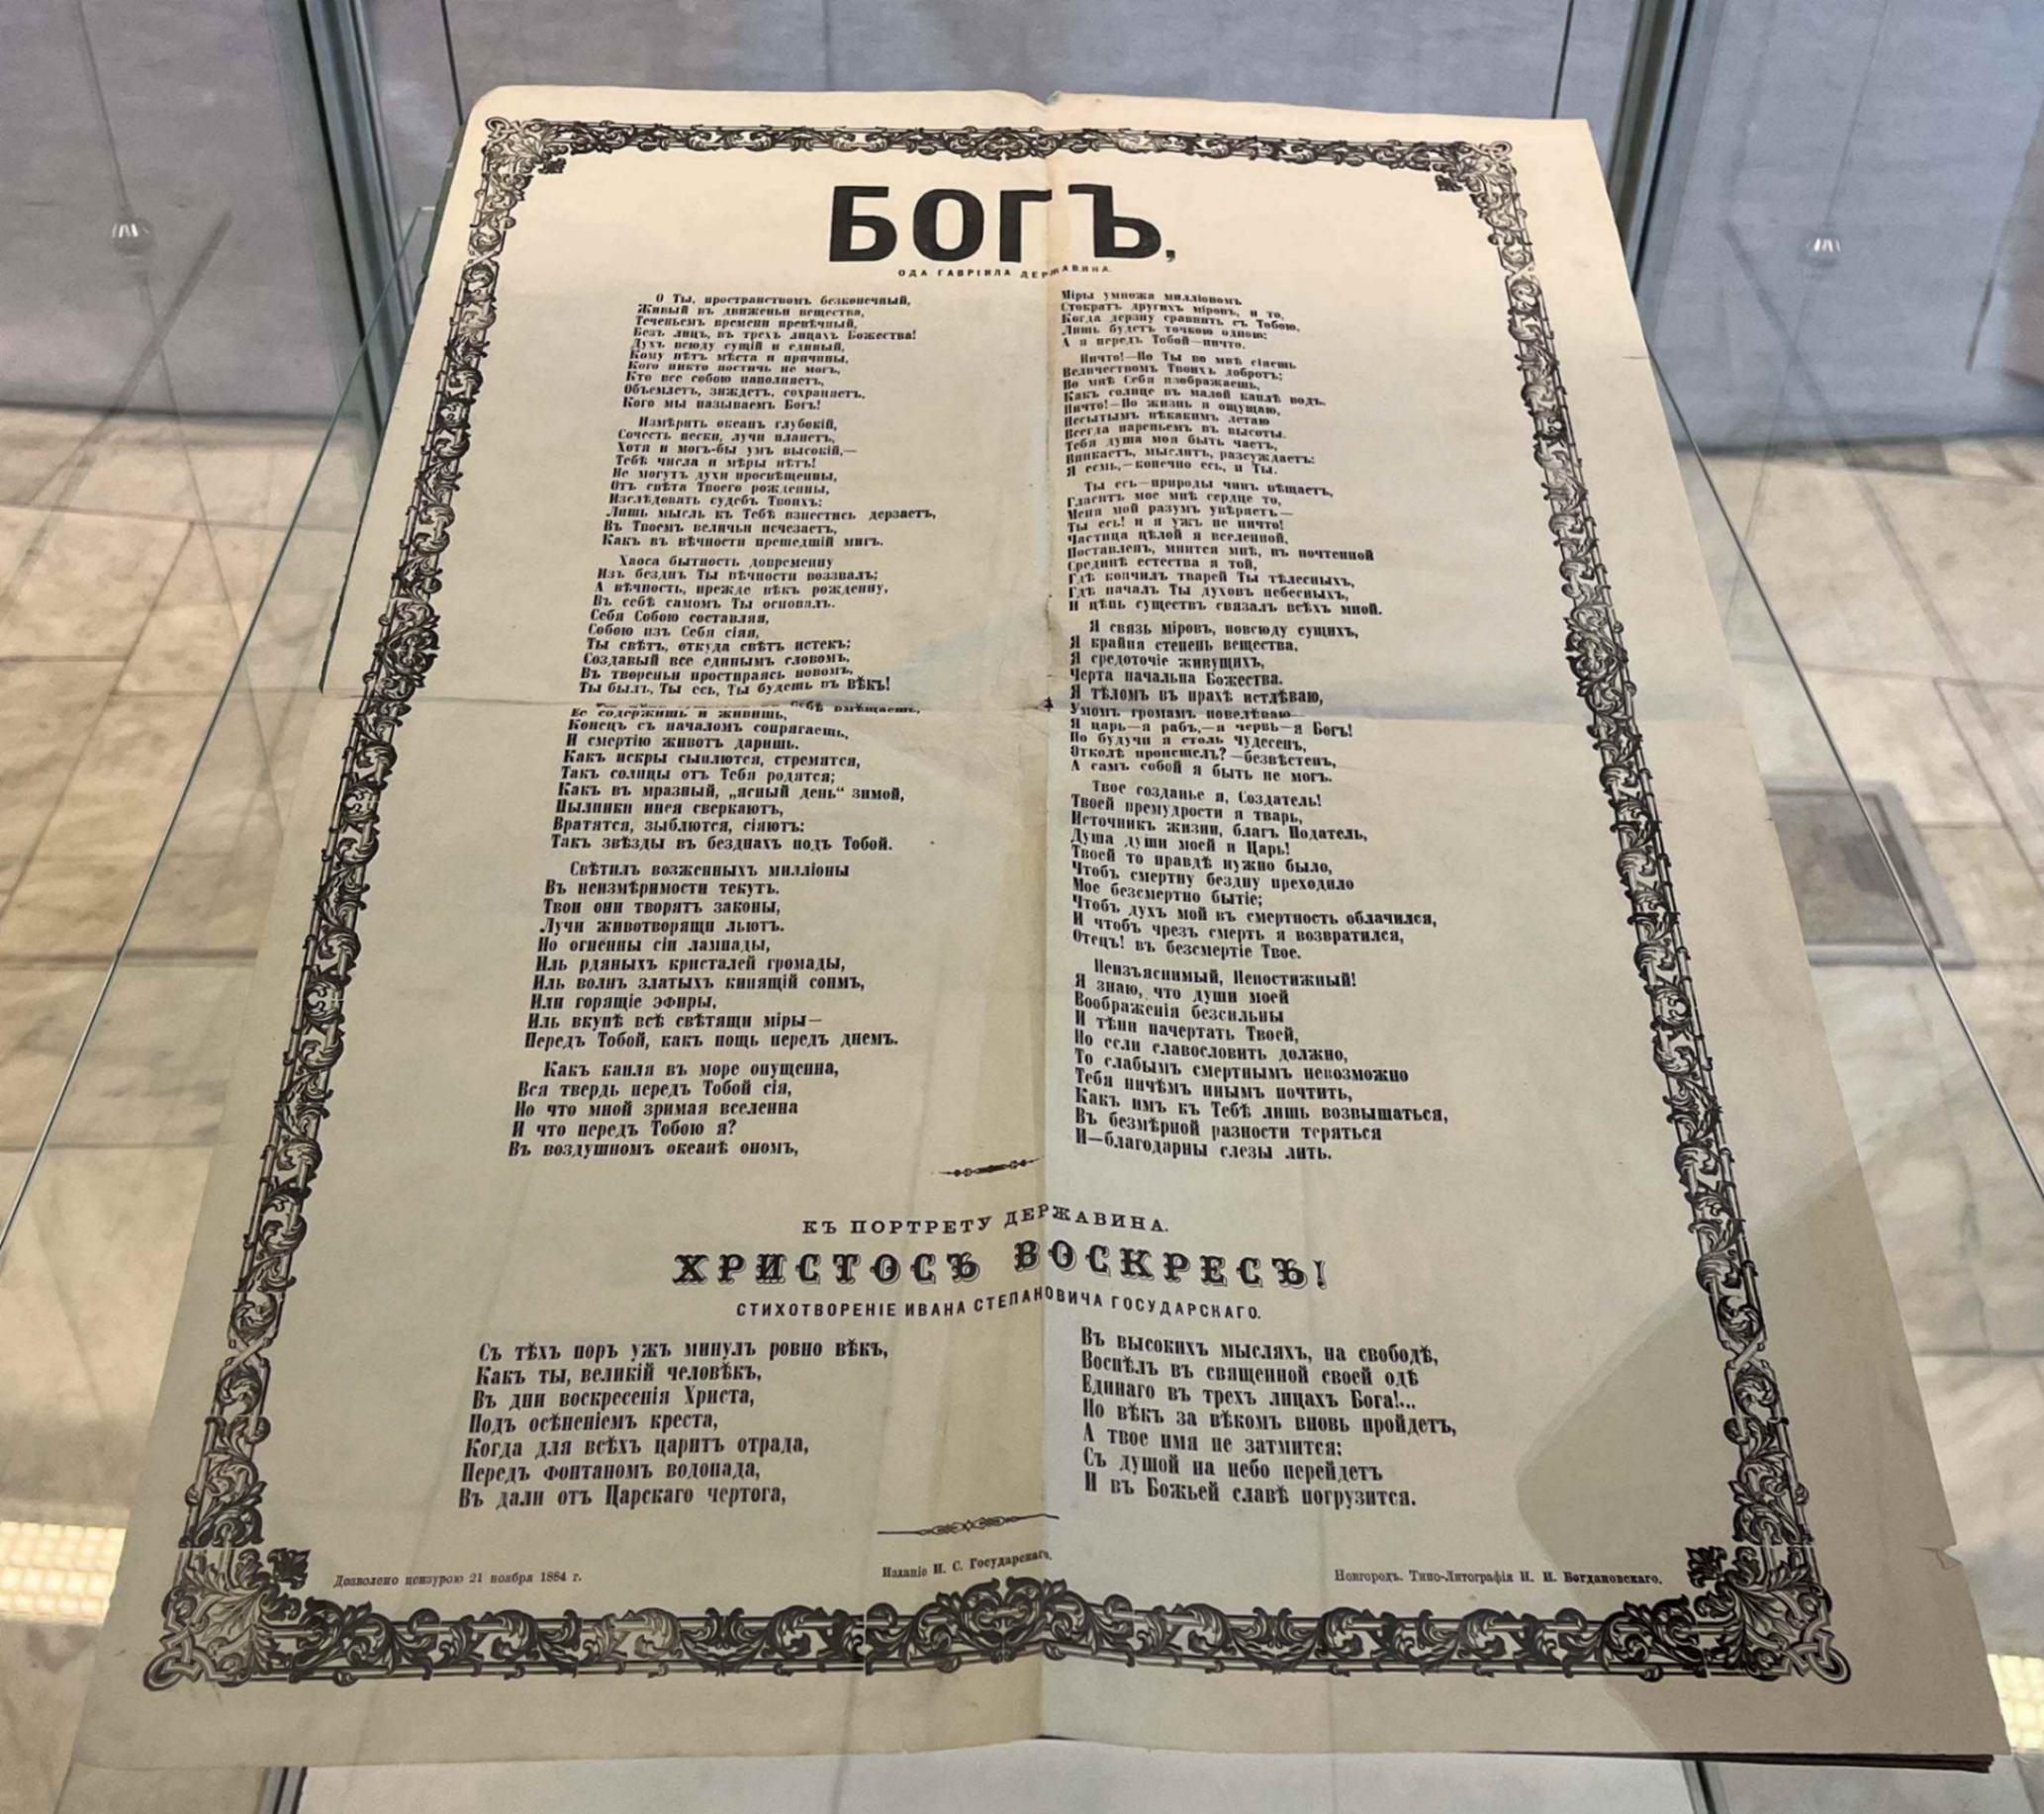 БОГЪ,
ОДА ГАВРІИЛА ДЕРЖАВИНА.
О Ты, пространствомъ безконечный,
Живый въ движеньи вещества,
Теченьемъ времени превѣчный,
Безъ лицъ, въ трехъ лицахъ Божества!
Духъ всюду сущій и единый,
Кому нѣтъ мѣста и причины,
Кого никто постичь не могъ,
Кто все собою наполняетъ,
Объемлетъ, зиждетъ, сохраняетъ,
Кого мы называемъ Богъ!
Измѣрить океанъ глубокій,
Сочесть пески, лучи планетъ,
Хотя и могъ-бы умъ высокій,—
Тебѣ числа и мѣры нѣтъ!
Не могутъ духи просвѣщенны,
Отъ свѣта Твоего рожденны,
Изслѣдовать судебъ Твоихъ:
Лишь мысль къ Тебѣ взнестись дерзаетъ,
Въ Твоемъ величьи исчезаетъ,
Какъ въ вѣчности прешедшій мигъ.
Хаоса бытность довременну
Изъ безднъ Ты вѣчности воззвалъ;
А вѣчность, прежде вѣкъ рожденну,
Въ себѣ самомъ Ты основалъ.
Себя Собою составляя,
Собою изъ Себя сіяя,
Ты свѣтъ, откуда свѣтъ истекъ;
Создавый все единымъ словомъ,
Въ твореньи простираясь новомъ,
Ты былъ, Ты есь, Ты будешь въ вѣкъ!
Себѣ вмѣщаешь,
Ее содержишь и живишь,
Конецъ съ началомъ сопрягаешь,
И смертію животъ даришь.
Какъ искры сыплются, стремятся,
Такъ солнцы отъ Тебя родятся;
Какъ въ мразный, „ясный день“ зимой,
Пылинки инея сверкаютъ,
Вратятся, зыблются, сіяютъ:
Такъ звѣзды въ безднахъ подъ Тобой.
Свѣтилъ возженныхъ милліоны
Въ неизмѣримости текутъ.
Твои они творятъ законы,
Лучи животворящи льютъ.
Но огненны сіи лампады,
Иль рдяныхъ кристалей громады,
Иль волнъ златыхъ кипящій сонмъ,
Или горящіе эфиры,
Иль вкупѣ всѣ свѣтящи міры—
Передъ Тобой, какъ нощь передъ днемъ.
Какъ капля въ море опущенна,
Вся твердь передъ Тобой сія,
Но что мной зримая вселенна
И что передъ Тобою я?
Въ воздушномъ океанѣ ономъ,
Міры умножа милліономъ
Стократъ другихъ міровъ, и то,
Когда дерзну сравнить съ Тобою,
Лишь будетъ точкою одною;
А я передъ Тобой—ничто.
Ничто!—Но Ты во мнѣ сіяешь
Величествомъ Твоихъ добротъ;
Во мнѣ Себя изображаешь,
Какъ солнце въ малой каплѣ водъ.
Ничто!—Но жизнь я ощущаю,
Несытымъ нѣкакимъ летаю
Всегда пареньемъ въ высоты.
Тебя душа моя быть чаетъ,
Вникаетъ, мыслитъ, разсуждаетъ:
Я есмь,—конечно есь, и Ты.
Ты есь—природы чинъ вѣщаетъ,
Гласитъ мое мнѣ сердце то,
Меня мой разумъ увѣряетъ—
Ты есь! и я ужъ не ничто!
Частица цѣлой я вселенной,
Поставленъ, мнится мнѣ, въ почтенной
Срединѣ естества я той,
Гдѣ кончилъ тварей Ты тѣлесныхъ,
Гдѣ началъ Ты духовъ небесныхъ,
И цѣпь существъ связалъ всѣхъ мной.
Я связь міровъ, повсюду сущихъ,
Я крайня степень вещества,
Я средоточіе живущихъ,
Черта начальна Божества.
Я тѣломъ въ прахѣ истлѣваю,
Умомъ громамъ повелѣваю—
Я царь—я рабъ,—я червь—я Богъ!
Но будучи я столь чудесенъ,
Отколѣ происшелъ?—безвѣстенъ,
А самъ собой я быть не могъ.
Твое созданье я, Создатель!
Твоей премудрости я тварь,
Источникъ жизни, благъ Податель,
Душа души моей и Царь!
Твоей то правдѣ нужно было,
Чтобъ смертну бездну преходило
Мое безсмертно бытіе;
Чтобъ духъ мой въ смертность облачился,
И чтобъ чрезъ смерть я возвратился,
Отецъ! въ безсмертіе Твое.
Неизъяснимый, Непостижный!
Я знаю, что души моей
Воображенія безсильны
И тѣни начертать Твоей,
Но если славословить должно,
То слабымъ смертнымъ невозможно
Тебя ничѣмъ инымъ почтить,
Какъ имъ къ Тебѣ лишь возвышаться,
Въ безмѣрной разности теряться
И—благодарны слезы лить.
КЪ ПОРТРЕТУ ДЕРЖАВИНА.
ХРИСТОСЪ ВОСКРЕСЪ!
СТИХОТВОРЕНІЕ ИВАНА СТЕПАНОВИЧА ГОСУДАРСКАГО.
Съ тѣхъ поръ ужъ минулъ ровно вѣкъ,
Какъ ты, великій человѣкъ,
Въ дни воскресенія Христа,
Подъ осѣненіемъ креста,
Когда для всѣхъ царитъ отрада,
Передъ фонтаномъ водопада,
Въ дали отъ Царскаго чертога,
Въ высокихъ мысляхъ, на свободѣ,
Воспѣлъ въ священной своей одѣ
Единаго въ трехъ лицахъ Бога!...
Но вѣкъ за вѣкомъ вновь пройдетъ,
А твое имя не затмится:
Съ душой на небо перейдетъ
И въ Божьей славѣ погрузится.
Дозволено цензурою 21 ноября 1884 г.
Изданіе И. С. Государскаго.
Новгородъ. Типо-Литографія И. И. Богдановскаго.